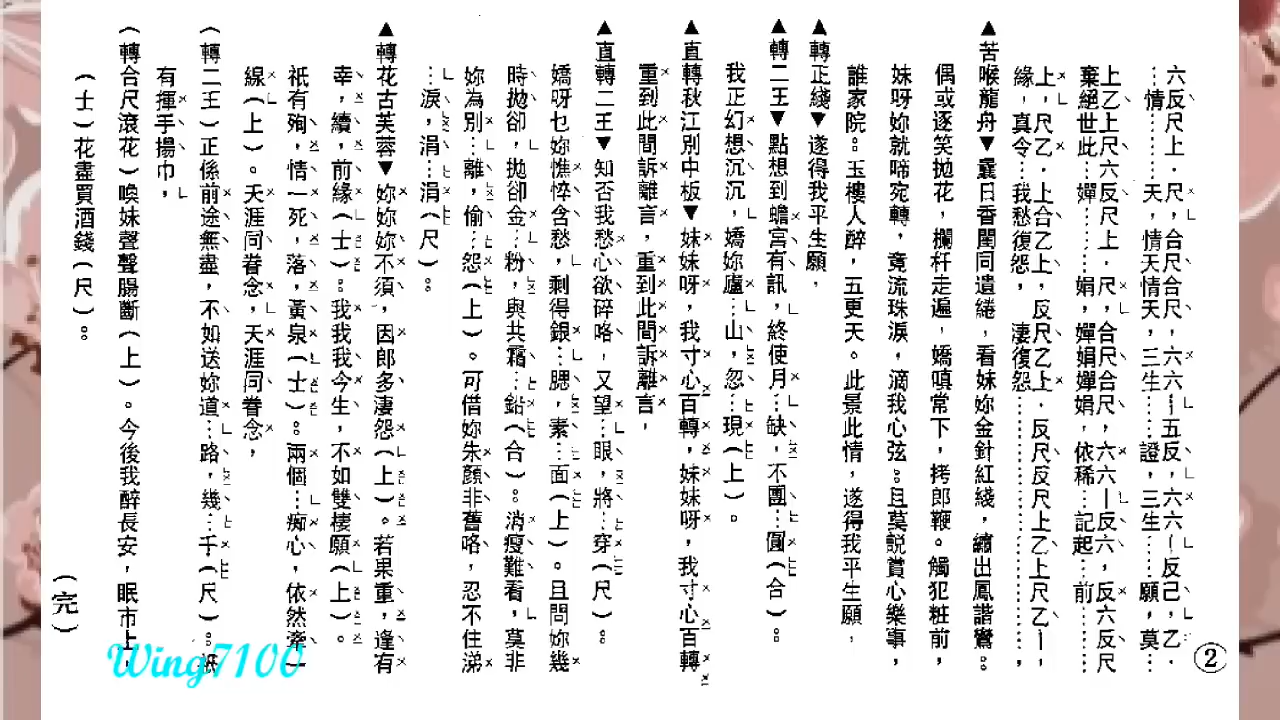 ②
六反尺上．尺，合尺合尺，六六ー五反，六六ー反己，乙．
…情………天，情天情天，三生……證，三生……願，莫…
上乙上尺六反尺上．尺，合尺合尺，六六ー反六，反六反尺
棄絕世此…嬋……娟，嬋娟嬋娟，依稀…記起…前…
上，尺乙．上合乙上，反尺乙上．反尺反尺上乙上尺乙ー，
緣，真令…我愁復怨，淒復怨………………………，
▲苦喉龍舟▼曩日香閨同遣綣，看妹妳金針紅綫，繡出鳳諧鸞。
偶或逐笑拋花，欄杆走遍，嬌嗔常下，拷郎鞭。觸犯粧前，
妹呀妳就啼宛轉，竟流珠淚，滴我心弦。且莫說賞心樂事，
誰家院。玉樓人醉，五更天。此景此情，遂得我平生願，
▲轉正綫▼遂得我平生願，
▲轉二王▼點想到蟾宮有訊，終使月…缺，不團…圓（合）。
我正幻想沉沉，嬌妳廬…山，忽…現（上）。
▲直轉秋江別中板▼妹妹呀，我寸心百轉，妹妹呀，我寸心百轉
重到此間訴離言，重到此間訴離言，
▲直轉二王▼知否我愁心欲碎咯，又望…眼，將…穿（尺）。
嬌呀乜妳憔悴含愁，剩得銀…腮，素…面（上）。且問妳幾
時拋卻，拋卻金…粉，與共霜…鉛（合）。消瘦難看，莫非
妳為別…離，偷…怨（上）。可借妳朱顏非舊咯，忍不住涕
…淚，涓…涓（尺）。
▲轉花古芙蓉▼妳妳妳不須，因郎多淒怨（上）。若果重，逢有
幸，續，前緣（士）。我我我今生，不如雙棲願（上）。
祇有殉，情一死，落，黃泉（士）。兩個…痴心，依然牽一
線（上）。天涯同眷念，天涯同眷念，
（轉二王）正係前途無盡，不如送妳道…路，幾…千（尺）。祇
有揮手揚巾，
（轉合尺滾花）喚妹聲聲腸斷（上）。今後我醉長安，眠市上，
（士）花盡買酒錢（尺）。
（完）
Wing7100